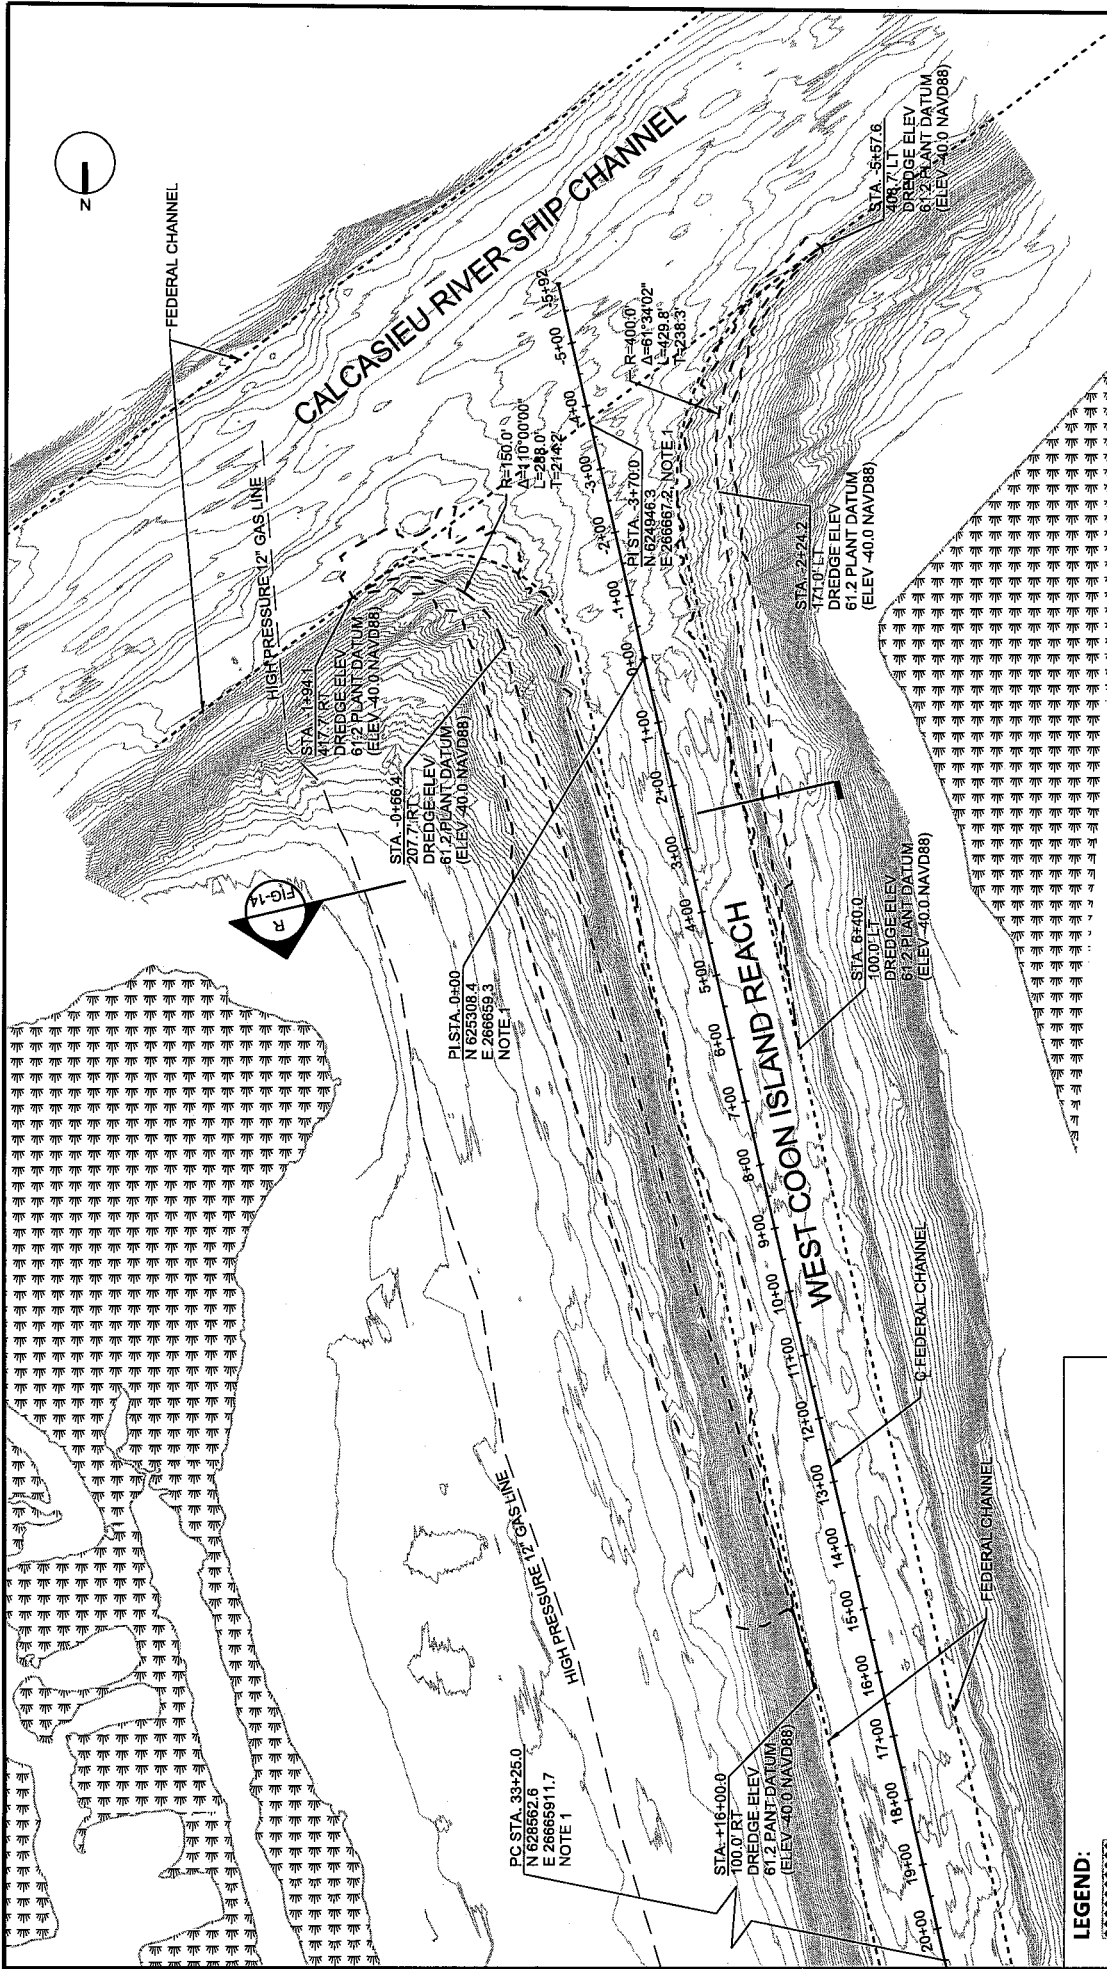 N
FEDERAL CHANNEL
CALCASIEU RIVER SHIP CHANNEL
HIGH PRESSURE 12" GAS LINE
STA. -1+94.1
417.7' RT
DREDGE ELEV
61.2 PLANT DATUM
(ELEV -40.0 NAVD88)
STA. -0+66.4
207.7' RT
DREDGE ELEV
61.2 PLANT DATUM
(ELEV -40.0 NAVD88)
R=150.0'
Δ=110°00'00"
L=288.0'
T=214.2'
STA. -5+57.6
408.7' LT
DREDGE ELEV
61.2 PLANT DATUM
(ELEV -40.0 NAVD88)
R=400.0'
Δ=61°34'02"
L=429.8'
T=238.3'
PI STA. -3+70.0
N 624946.3
E 266667.2, NOTE 1
STA. -2+24.2
171.0' LT
DREDGE ELEV
61.2 PLANT DATUM
(ELEV -40.0 NAVD88)
R
FIG-14
PI STA. 0+00
N 625308.4
E 266659.3
NOTE 1
WEST COON ISLAND REACH
STA. 6+40.0
100.0' LT
DREDGE ELEV
61.2 PLANT DATUM
(ELEV -40.0 NAVD88)
-5+92
-5+00
-4+00
-3+00
-2+00
-1+00
0+00
1+00
2+00
3+00
4+00
5+00
6+00
7+00
8+00
9+00
10+00
11+00
12+00
13+00
14+00
15+00
16+00
17+00
18+00
19+00
20+00
HIGH PRESSURE 12" GAS LINE
PC STA. 33+25.0
N 628562.6
E 26665911.7
NOTE 1
STA. +16+00.0
100.0' RT
DREDGE ELEV
61.2 PANT DATUM
(ELEV -40.0 NAVD88)
℄ FEDERAL CHANNEL
FEDERAL CHANNEL
LEGEND: